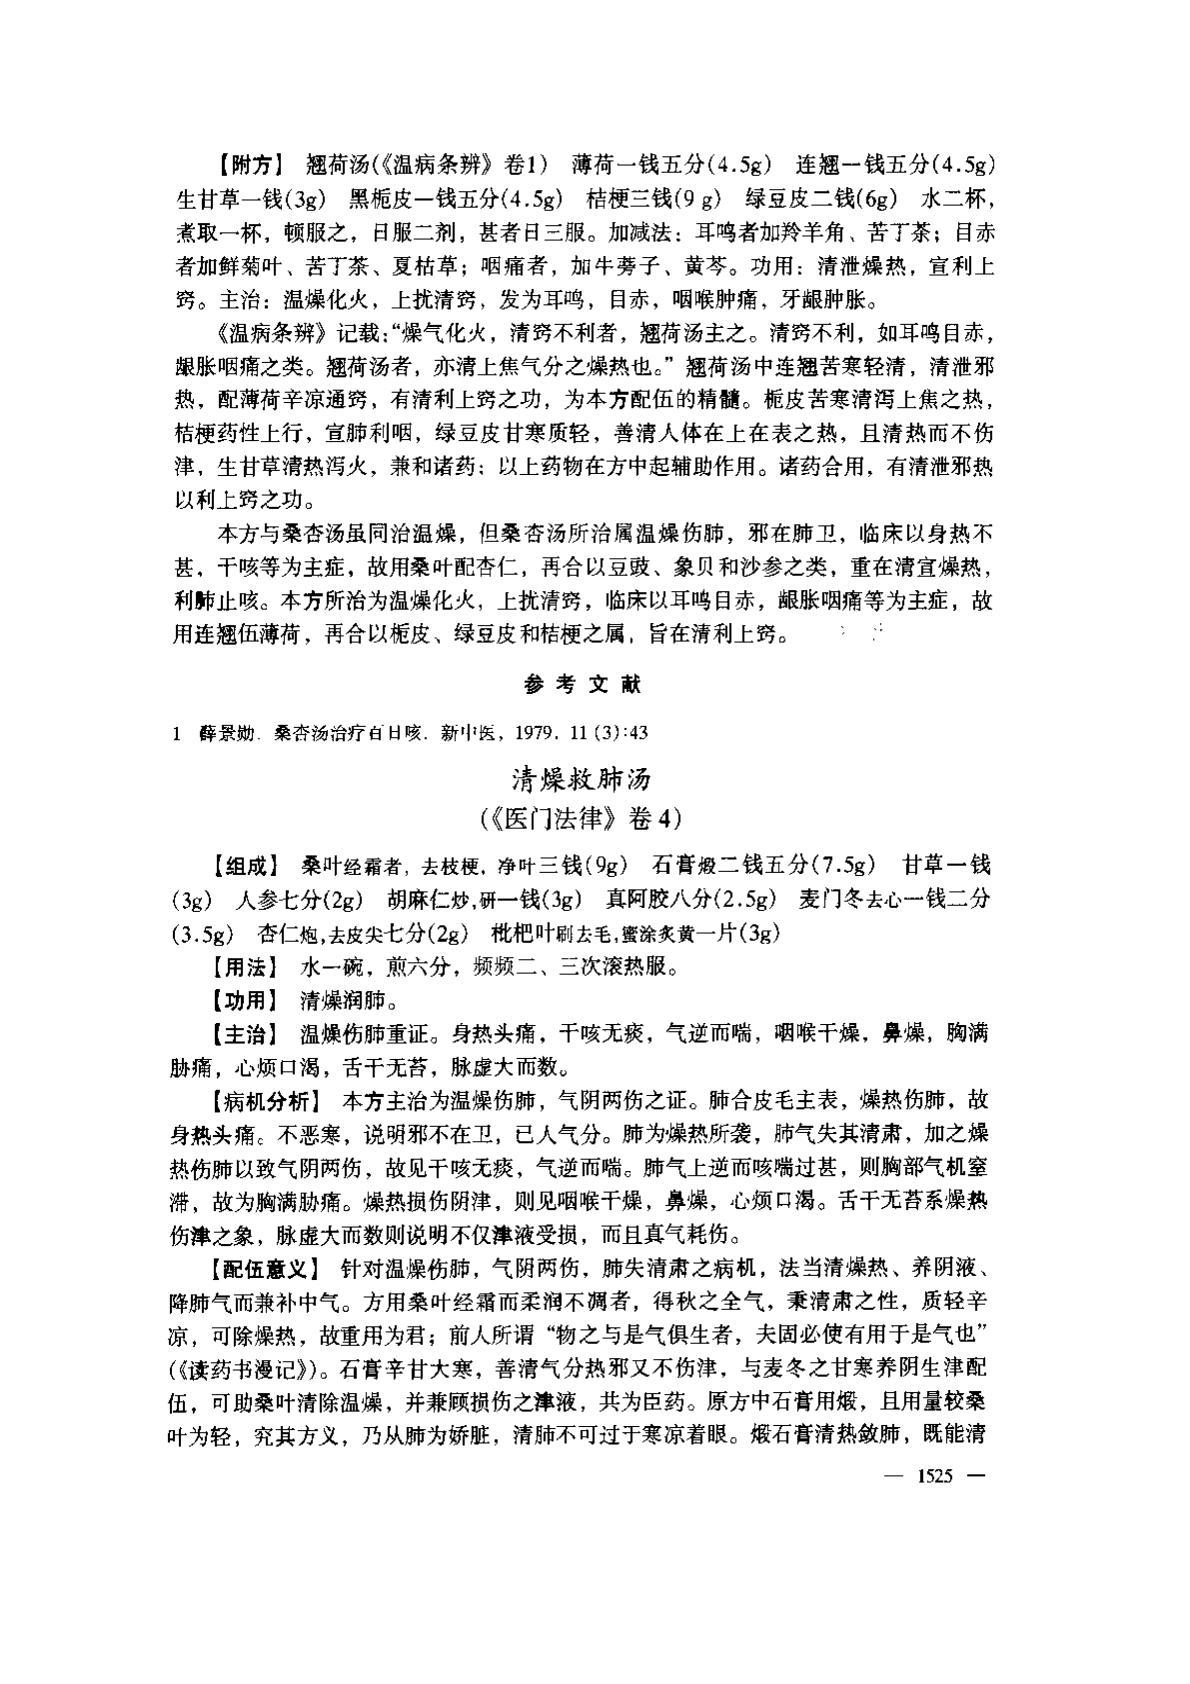 【附方】 翘荷汤(《温病条辨》卷1) 薄荷一钱五分(4.5g) 连翘一钱五分(4.5g)
生甘草一钱(3g) 黑栀皮一钱五分(4.5g) 桔梗三钱(9 g) 绿豆皮二钱(6g) 水二杯，
煮取一杯，顿服之，日服二剂，甚者日三服。加减法：耳鸣者加羚羊角、苦丁茶；目赤
者加鲜菊叶、苦丁茶、夏枯草；咽痛者，加牛蒡子、黄芩。功用：清泄燥热，宣利上
窍。主治：温燥化火，上扰清窍，发为耳鸣，目赤，咽喉肿痛，牙龈肿胀。
《温病条辨》记载：“燥气化火，清窍不利者，翘荷汤主之。清窍不利，如耳鸣目赤，
龈胀咽痛之类。翘荷汤者，亦清上焦气分之燥热也。”翘荷汤中连翘苦寒轻清，清泄邪
热，配薄荷辛凉通窍，有清利上窍之功，为本方配伍的精髓。栀皮苦寒清泻上焦之热，
桔梗药性上行，宣肺利咽，绿豆皮甘寒质轻，善清人体在上在表之热，且清热而不伤
津，生甘草清热泻火，兼和诸药；以上药物在方中起辅助作用。诸药合用，有清泄邪热
以利上窍之功。
本方与桑杏汤虽同治温燥，但桑杏汤所治属温燥伤肺，邪在肺卫，临床以身热不
甚，干咳等为主症，故用桑叶配杏仁，再合以豆豉、象贝和沙参之类，重在清宣燥热，
利肺止咳。本方所治为温燥化火，上扰清窍，临床以耳鸣目赤，龈胀咽痛等为主症，故
用连翘伍薄荷，再合以栀皮、绿豆皮和桔梗之属，旨在清利上窍。
参 考 文 献
1 薛景勋．桑杏汤治疗百日咳．新中医，1979，11 (3):43
清燥救肺汤
(《医门法律》卷 4)
【组成】 桑叶经霜者，去枝梗，净叶三钱(9g) 石膏煅二钱五分(7.5g) 甘草一钱
(3g) 人参七分(2g) 胡麻仁炒,研一钱(3g) 真阿胶八分(2.5g) 麦门冬去心一钱二分
(3.5g) 杏仁炮,去皮尖七分(2g) 枇杷叶刷去毛,蜜涂炙黄一片(3g)
【用法】 水一碗，煎六分，频频二、三次滚热服。
【功用】 清燥润肺。
【主治】 温燥伤肺重证。身热头痛，干咳无痰，气逆而喘，咽喉干燥，鼻燥，胸满
胁痛，心烦口渴，舌干无苔，脉虚大而数。
【病机分析】 本方主治为温燥伤肺，气阴两伤之证。肺合皮毛主表，燥热伤肺，故
身热头痛。不恶寒，说明邪不在卫，已入气分。肺为燥热所袭，肺气失其清肃，加之燥
热伤肺以致气阴两伤，故见干咳无痰，气逆而喘。肺气上逆而咳喘过甚，则胸部气机窒
滞，故为胸满胁痛。燥热损伤阴津，则见咽喉干燥，鼻燥，心烦口渴。舌干无苔系燥热
伤津之象，脉虚大而数则说明不仅津液受损，而且真气耗伤。
【配伍意义】 针对温燥伤肺，气阴两伤，肺失清肃之病机，法当清燥热、养阴液、
降肺气而兼补中气。方用桑叶经霜而柔润不凋者，得秋之全气，秉清肃之性，质轻辛
凉，可除燥热，故重用为君；前人所谓“物之与是气俱生者，夫固必使有用于是气也”
(《读药书漫记》)。石膏辛甘大寒，善清气分热邪又不伤津，与麦冬之甘寒养阴生津配
伍，可助桑叶清除温燥，并兼顾损伤之津液，共为臣药。原方中石膏用煅，且用量较桑
叶为轻，究其方义，乃从肺为娇脏，清肺不可过于寒凉着眼。煅石膏清热敛肺，既能清
— 1525 —